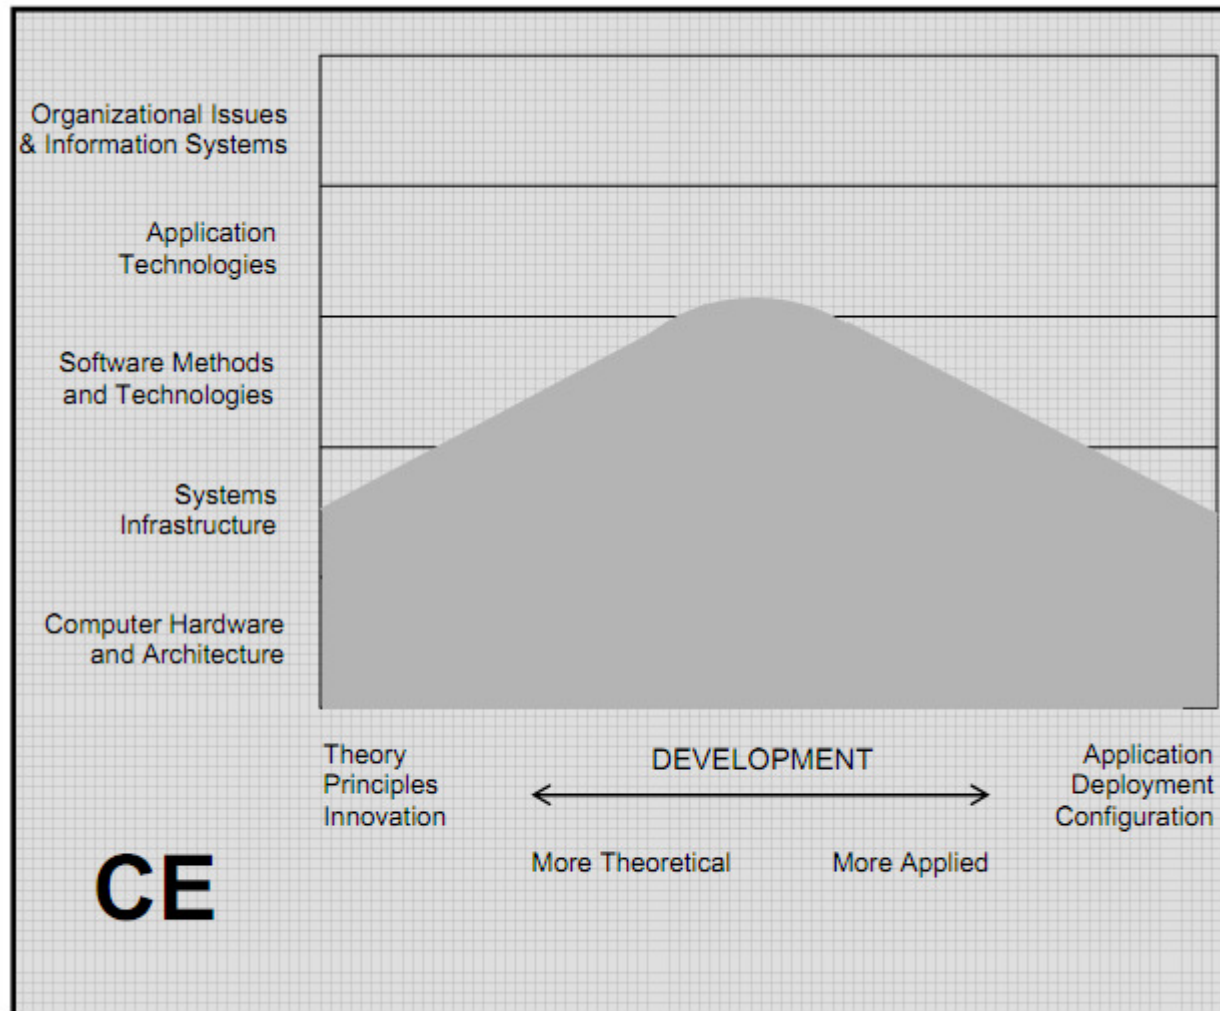 Organizational Issues
& Information Systems
Application
Technologies
Software Methods
and Technologies
Systems
Infrastructure
Computer Hardware
and Architecture
Theory
Principles
Innovation
DEVELOPMENT
Application
Deployment
Configuration
More Theoretical
More Applied
CE